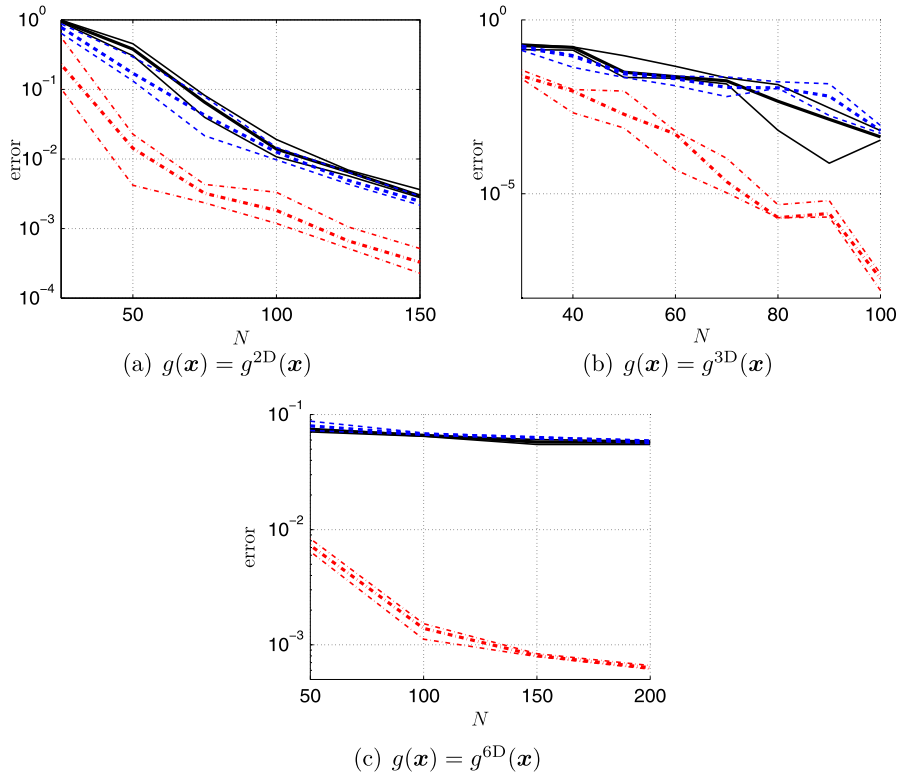 10^0
10^-1
10^-2
10^-3
10^-4
error
50
100
150
N
(a) g(x) = g^2D(x)
10^0
10^-5
error
40
60
80
100
N
(b) g(x) = g^3D(x)
10^-1
10^-2
10^-3
error
50
100
150
200
N
(c) g(x) = g^6D(x)